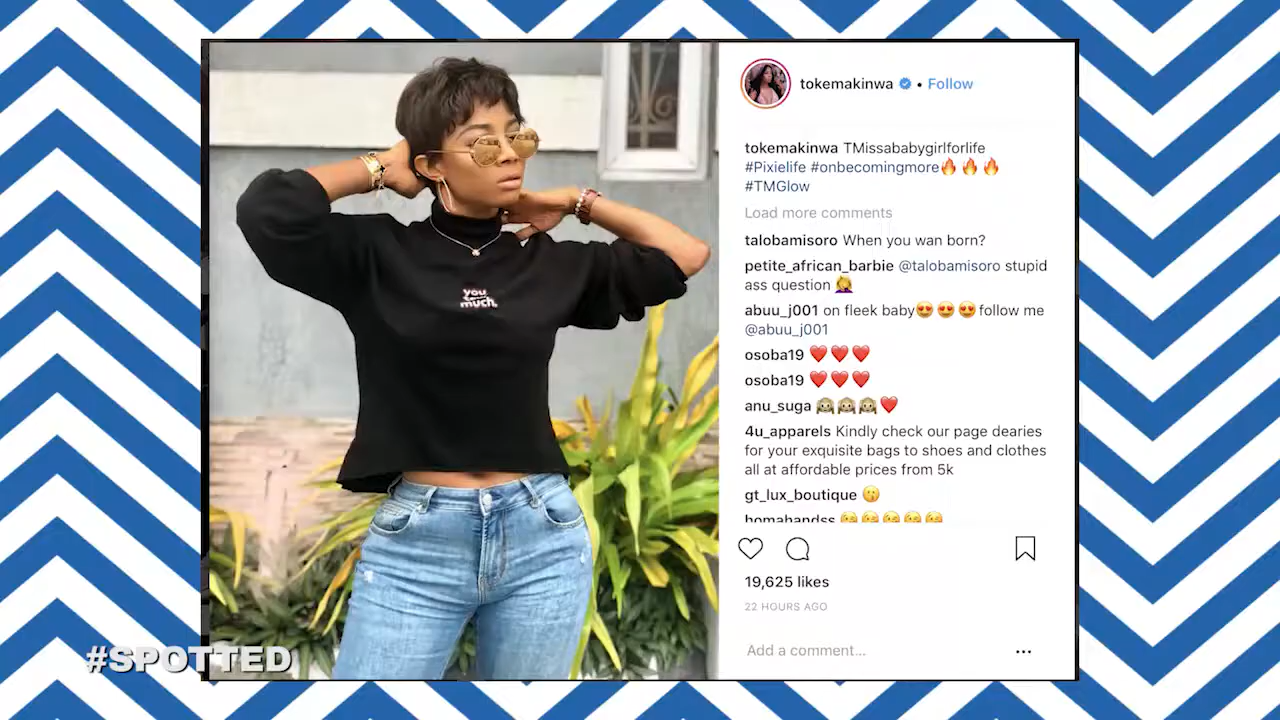 tokemakinwa • Follow
tokemakinwa TMissababygirlforlife
#Pixielife #onbecomingmore🔥🔥🔥
#TMGlow
Load more comments
talobamisoro When you wan born?
petite_african_barbie @talobamisoro stupid
ass question 🤦‍♀️
abuu_j001 on fleek baby😍😍😍follow me
@abuu_j001
osoba19 ❤️❤️❤️
osoba19 ❤️❤️❤️
anu_suga 🙈🙈🙈❤️
4u_apparels Kindly check our page dearies
for your exquisite bags to shoes and clothes
all at affordable prices from 5k
gt_lux_boutique 😗
homahandss 😘😘😘😘😘
19,625 likes
22 HOURS AGO
Add a comment...
you
much.
#SPOTTED